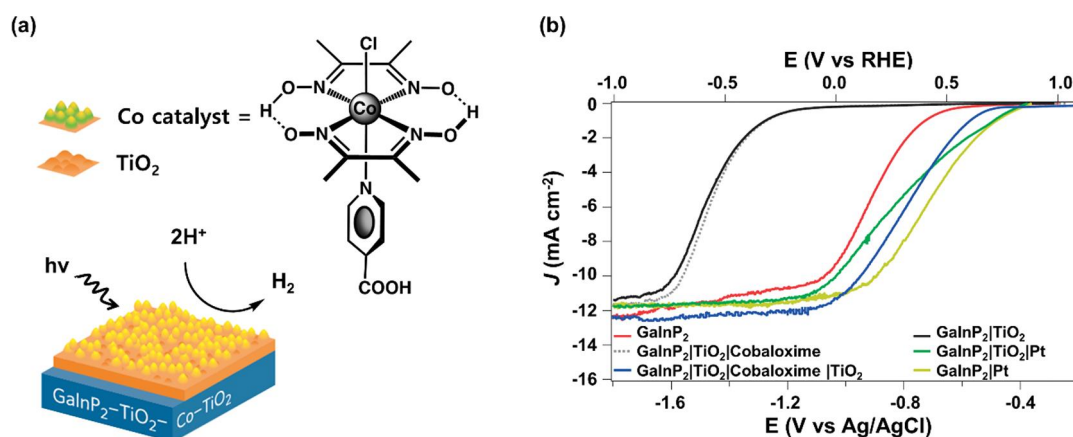 (a)
Co catalyst =
TiO₂
Cl
O N N O
H Co H
O N N O
N
COOH
hν
2H⁺
H₂
GaInP₂–TiO₂–Co–TiO₂
(b)
E (V vs RHE)
-1.0 -0.5 0.0 0.5 1.0
J (mA cm⁻²)
0
-2
-4
-6
-8
-10
-12
-14
-16
GaInP₂
GaInP₂|TiO₂|Cobaloxime
GaInP₂|TiO₂|Cobaloxime |TiO₂
GaInP₂|TiO₂
GaInP₂|TiO₂|Pt
GaInP₂|Pt
-1.6 -1.2 -0.8 -0.4
E (V vs Ag/AgCl)